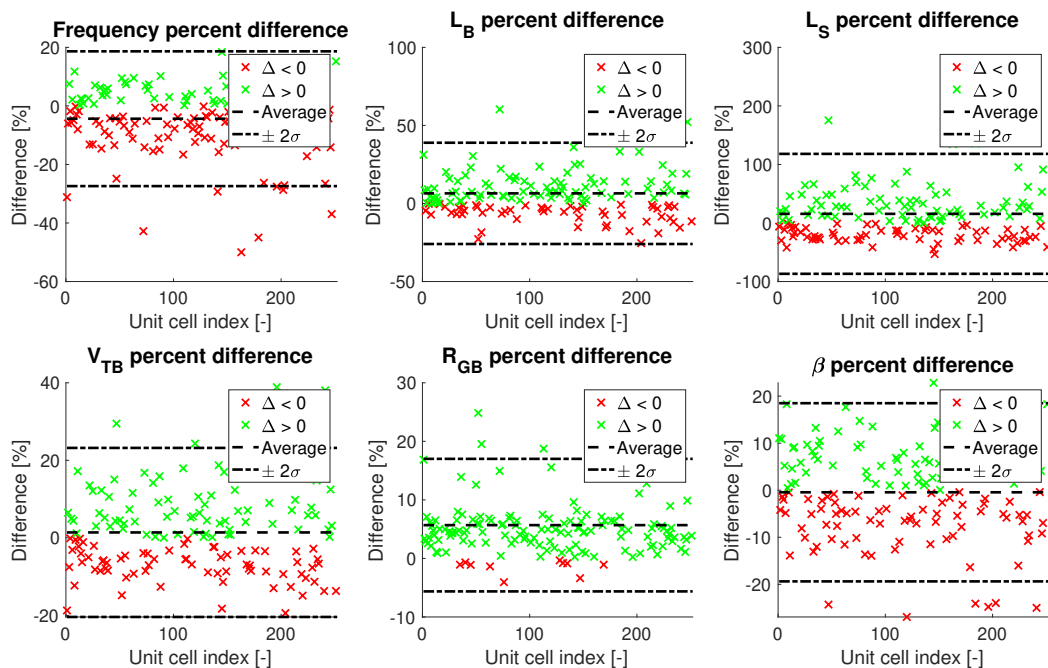 Frequency percent difference
20
0
-20
-40
-60
Difference [%]
0
100
200
Unit cell index [-]
Δ < 0
Δ > 0
Average
± 2σ
L_B percent difference
100
50
0
-50
Difference [%]
0
100
200
Unit cell index [-]
Δ < 0
Δ > 0
Average
± 2σ
L_S percent difference
300
200
100
0
-100
Difference [%]
0
100
200
Unit cell index [-]
Δ < 0
Δ > 0
Average
± 2σ
V_TB percent difference
40
20
0
-20
Difference [%]
0
100
200
Unit cell index [-]
Δ < 0
Δ > 0
Average
± 2σ
R_GB percent difference
30
20
10
0
-10
Difference [%]
0
100
200
Unit cell index [-]
Δ < 0
Δ > 0
Average
± 2σ
β percent difference
20
10
0
-10
-20
Difference [%]
0
100
200
Unit cell index [-]
Δ < 0
Δ > 0
Average
± 2σ